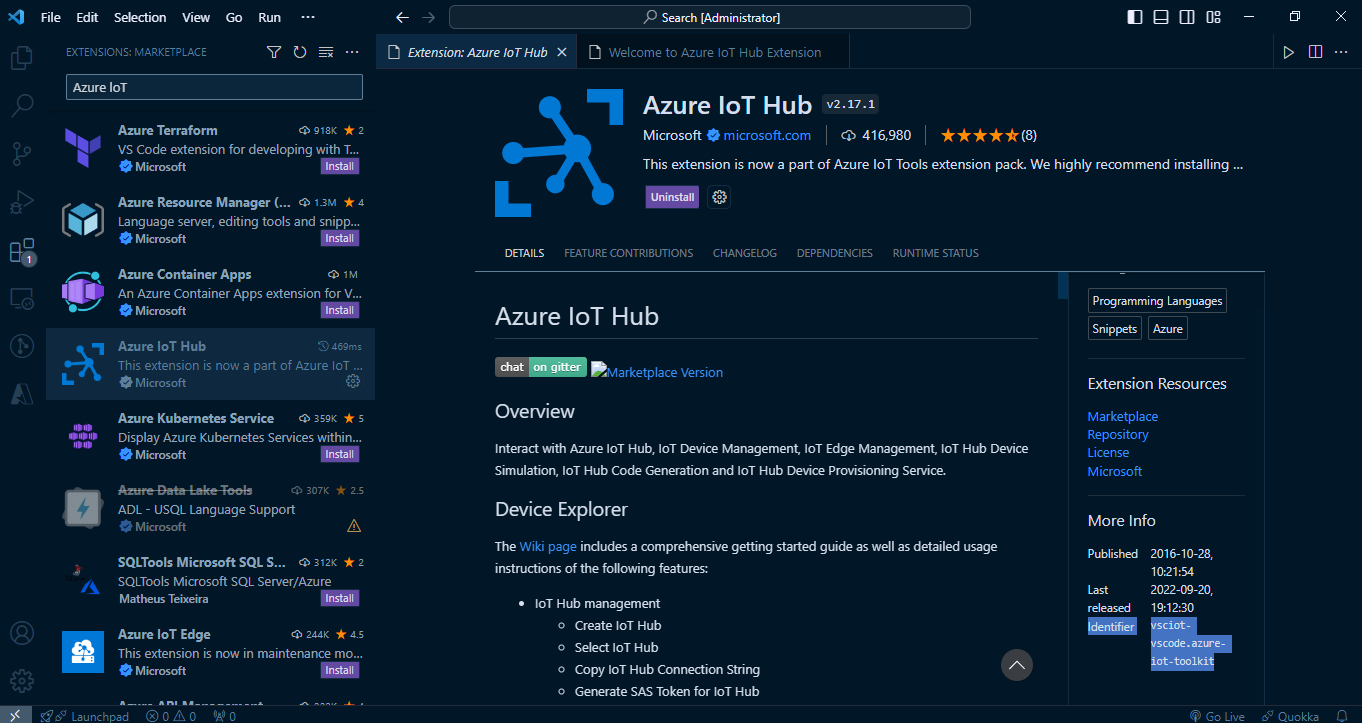 File Edit Selection View Go Run ···
Search [Administrator]
EXTENSIONS: MARKETPLACE
Azure IoT
Azure Terraform 918K 2
VS Code extension for developing with T...
Microsoft Install
Azure Resource Manager (... 1.3M 4
Language server, editing tools and snipp...
Microsoft Install
Azure Container Apps 1M
An Azure Container Apps extension for V...
Microsoft Install
Azure IoT Hub 469ms
This extension is now a part of Azure IoT ...
Microsoft
Azure Kubernetes Service 359K 5
Display Azure Kubernetes Services within...
Microsoft Install
Azure Data Lake Tools 307K 2.5
ADL - USQL Language Support
Microsoft
SQLTools Microsoft SQL S... 312K 2
SQLTools Microsoft SQL Server/Azure
Matheus Teixeira Install
Azure IoT Edge 244K 4.5
This extension is now in maintenance mo...
Microsoft Install
1
Extension: Azure IoT Hub
Welcome to Azure IoT Hub Extension
Azure IoT Hub v2.17.1
Microsoft microsoft.com 416,980 (8)
This extension is now a part of Azure IoT Tools extension pack. We highly recommend installing ...
Uninstall
DETAILS FEATURE CONTRIBUTIONS CHANGELOG DEPENDENCIES RUNTIME STATUS
Azure IoT Hub
chat on gitter Marketplace Version
Overview
Interact with Azure IoT Hub, IoT Device Management, IoT Edge Management, IoT Hub Device
Simulation, IoT Hub Code Generation and IoT Hub Device Provisioning Service.
Device Explorer
The Wiki page includes a comprehensive getting started guide as well as detailed usage
instructions of the following features:
• IoT Hub management
◦ Create IoT Hub
◦ Select IoT Hub
◦ Copy IoT Hub Connection String
◦ Generate SAS Token for IoT Hub
Programming Languages
Snippets Azure
Extension Resources
Marketplace
Repository
License
Microsoft
More Info
Published 2016-10-28,
10:21:54
Last 2022-09-20,
released 19:12:30
Identifier vsciot-
vscode.azure-
iot-toolkit
Launchpad 0 0 0
Go Live Quokka